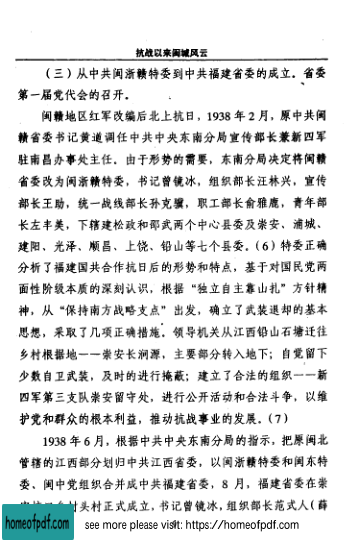 抗战以来闽城风云
（三）从中共闽浙赣特委到中共福建省委的成立。省委
第一届党代会的召开。
闽赣地区红军改编后北上抗日，1938年2月，原中共闽
赣省委书记黄道调任中共中央东南分局宣传部长兼新四军
驻南昌办事处主任。由于形势的需要，东南分局决定将闽赣
省委改为闽浙赣特委，书记曾镜冰，组织部长汪林兴，宣传
部长王助，统一战线部长孙克骥，职工部长俞雅鹿，青年部
长左丰美，下辖建松政和邵武两个中心县委及崇安、浦城、
建阳、光泽、顺昌、上饶、铅山等七个县委。（6）特委正确
分析了福建国共合作抗日后的形势和特点，基于对国民党两
面性阶级本质的深刻认识，根据“独立自主靠山扎”方针精
神，从“保持南方战略支点”出发，确立了武装退却的基本
思想，采取了几项正确措施。领导机关从江西铅山石塘迁往
乡村根据地——崇安长涧源，主要部分转入地下；自觉留下
少数自卫武装，及时的进行掩蔽；建立了合法的组织——新
四军第三支队崇安留守处，进行公开活动和合法斗争，以维
护党和群众的根本利益，推动抗战事业的发展。（7）
1938年6月，根据中共中央东南分局的指示，把原闽北
管辖的江西部分划归中共江西省委，以闽浙赣特委和闽东特
委、闽中党组织合并成中共福建省委，8月，福建省委在崇
村头村正式成立，书记曾镜冰，组织部长范式人（薛
homeofpdf.com
see more please visit: https://homeofpdf.com